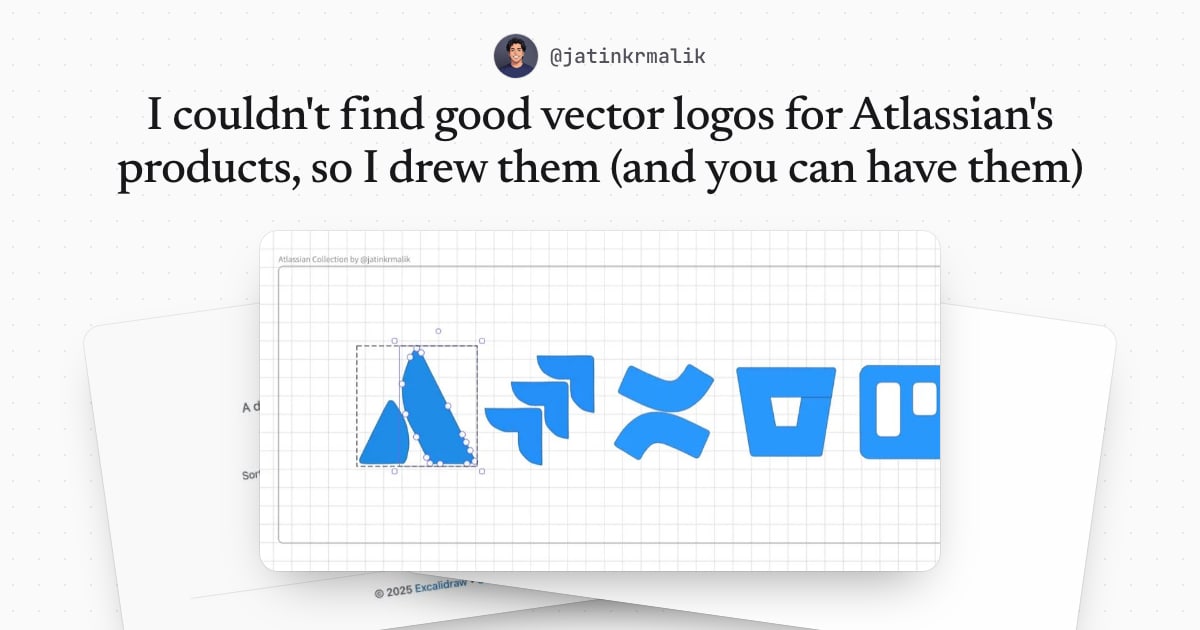 @jatinkrmalik
I couldn't find good vector logos for Atlassian's
products, so I drew them (and you can have them)
Atlassian Collection by @jatinkrmalik
A d
Sor
© 2025 Excalidraw